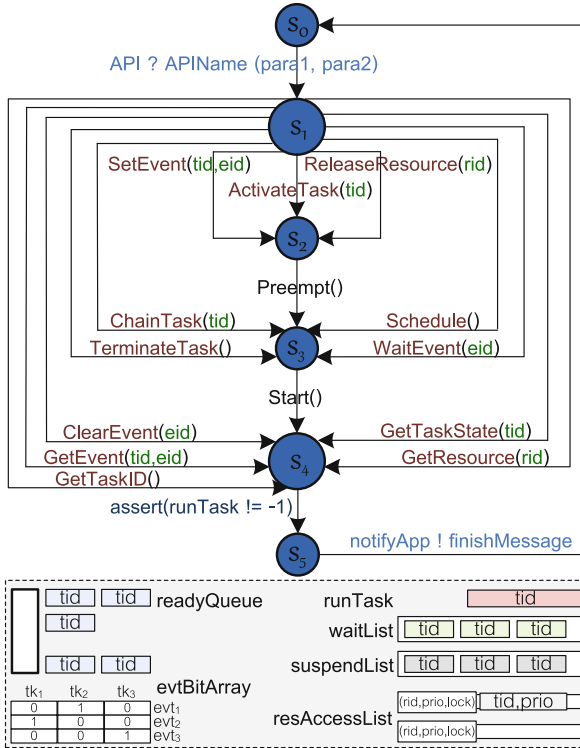 S0
API ? APIName (para1, para2)
S1
SetEvent(tid,eid) ReleaseResource(rid)
ActivateTask(tid)
S2
Preempt()
ChainTask(tid) Schedule()
S3
TerminateTask() WaitEvent(eid)
Start()
ClearEvent(eid) GetTaskState(tid)
GetEvent(tid,eid) S4 GetResource(rid)
GetTaskID()
assert(runTask != -1)
notifyApp ! finishMessage
S5
tid tid readyQueue runTask tid
tid waitList tid tid tid
tid tid suspendList tid tid tid
tk1 tk2 tk3 evtBitArray
0 1 0 evt1 (rid,prio,lock) tid,prio
1 0 0 evt2 resAccessList
0 0 1 evt3 (rid,prio,lock)